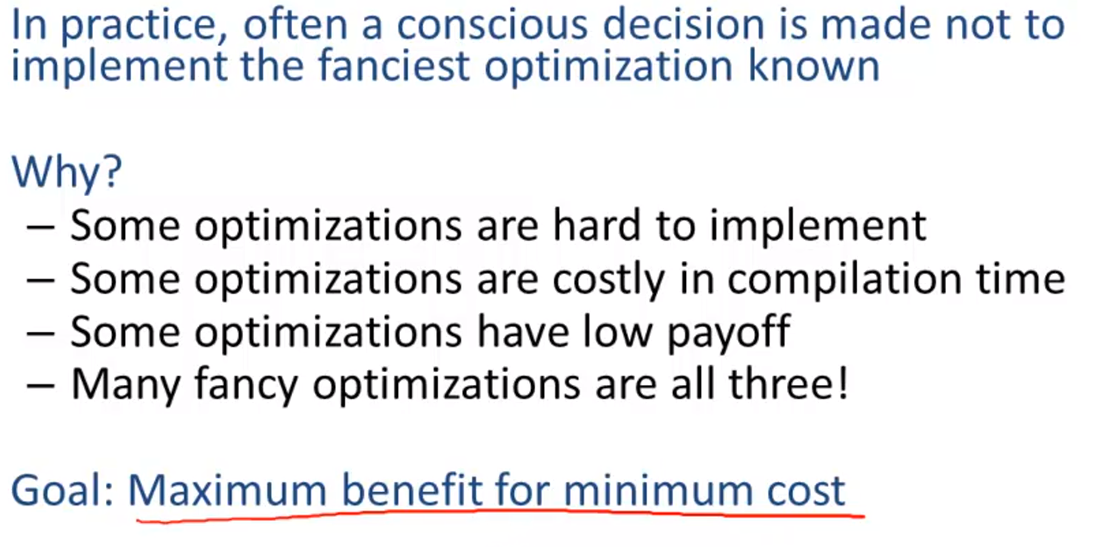 In practice, often a conscious decision is made not to
implement the fanciest optimization known
Why?
– Some optimizations are hard to implement
– Some optimizations are costly in compilation time
– Some optimizations have low payoff
– Many fancy optimizations are all three!
Goal: Maximum benefit for minimum cost